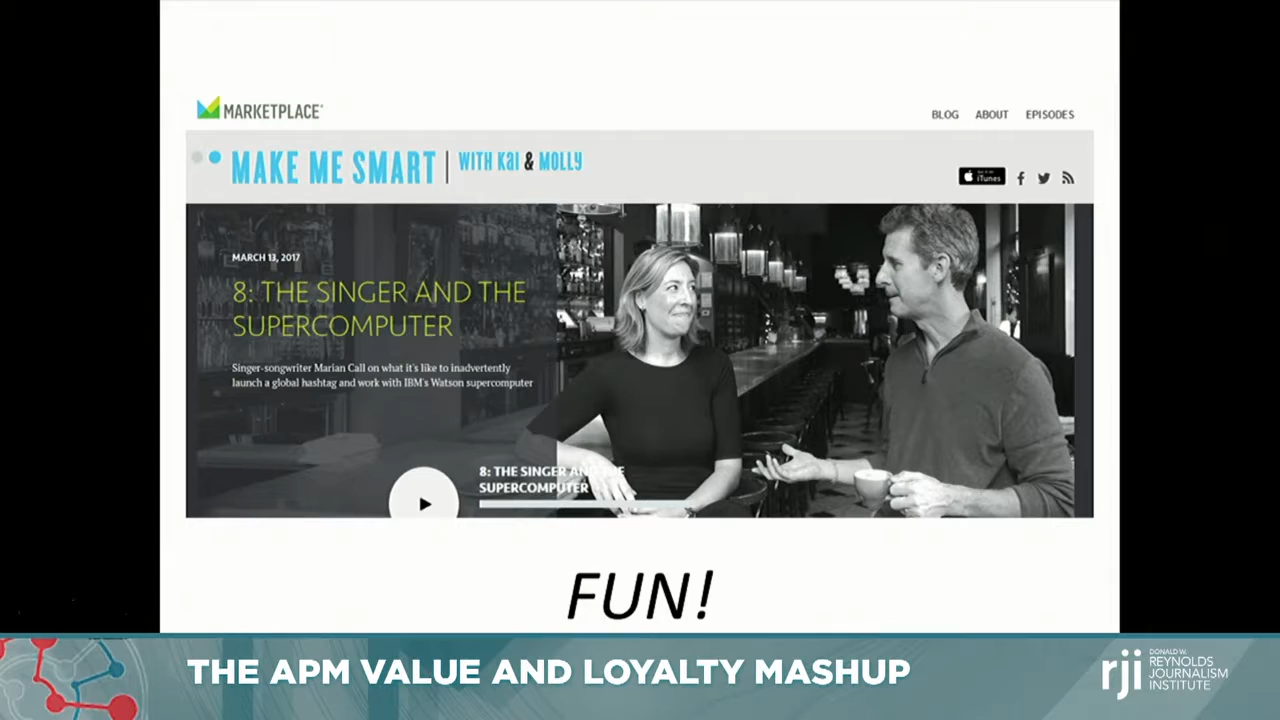 MARKETPLACE®
BLOG ABOUT EPISODES
MAKE ME SMART | WITH KAI & MOLLY
iTunes
MARCH 13, 2017
8: THE SINGER AND THE
SUPERCOMPUTER
Singer-songwriter Marian Call on what it's like to inadvertently
launch a global hashtag and work with IBM's Watson supercomputer
8: THE SINGER AND THE
SUPERCOMPUTER
FUN!
THE APM VALUE AND LOYALTY MASHUP
rji
DONALD W.
REYNOLDS
JOURNALISM
INSTITUTE